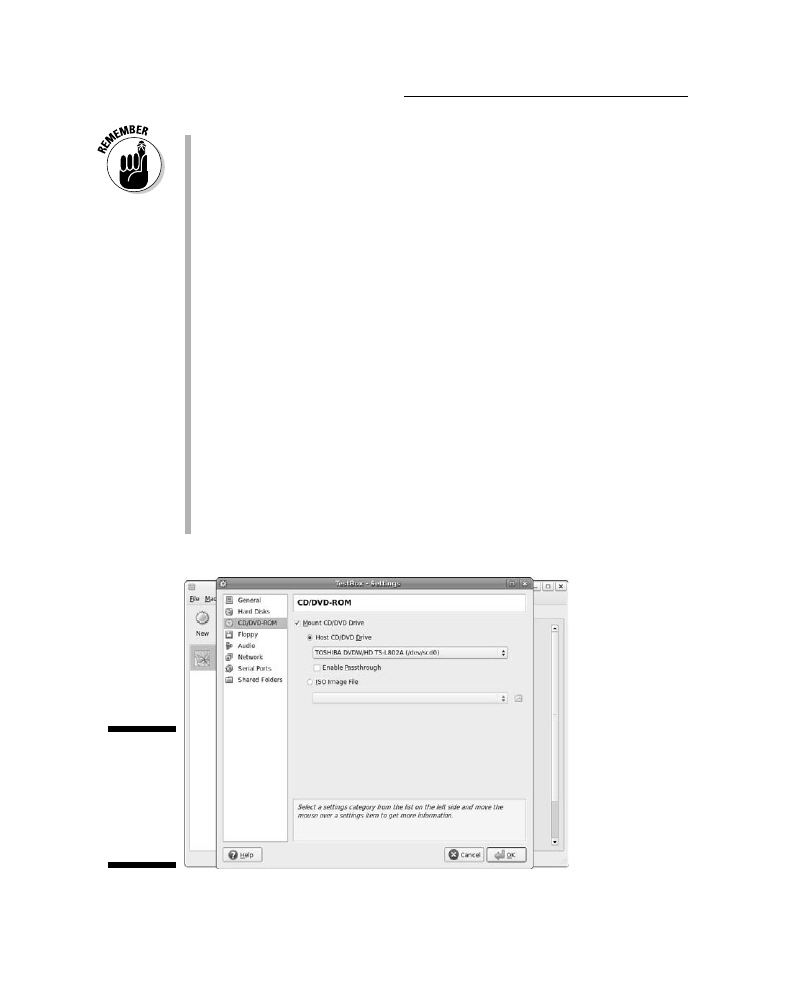 REMEMBER
TestBox - Settings
File Mac
New
General
Hard Disks
CD/DVD-ROM
Floppy
Audio
Network
Serial Ports
Shared Folders
CD/DVD-ROM
Mount CD/DVD Drive
Host CD/DVD Drive
TOSHIBA DVDW/HD TS-L802A (/dev/scd0)
Enable Passthrough
ISO Image File
Select a settings category from the list on the left side and move the
mouse over a settings item to get more information.
Help
Cancel
OK